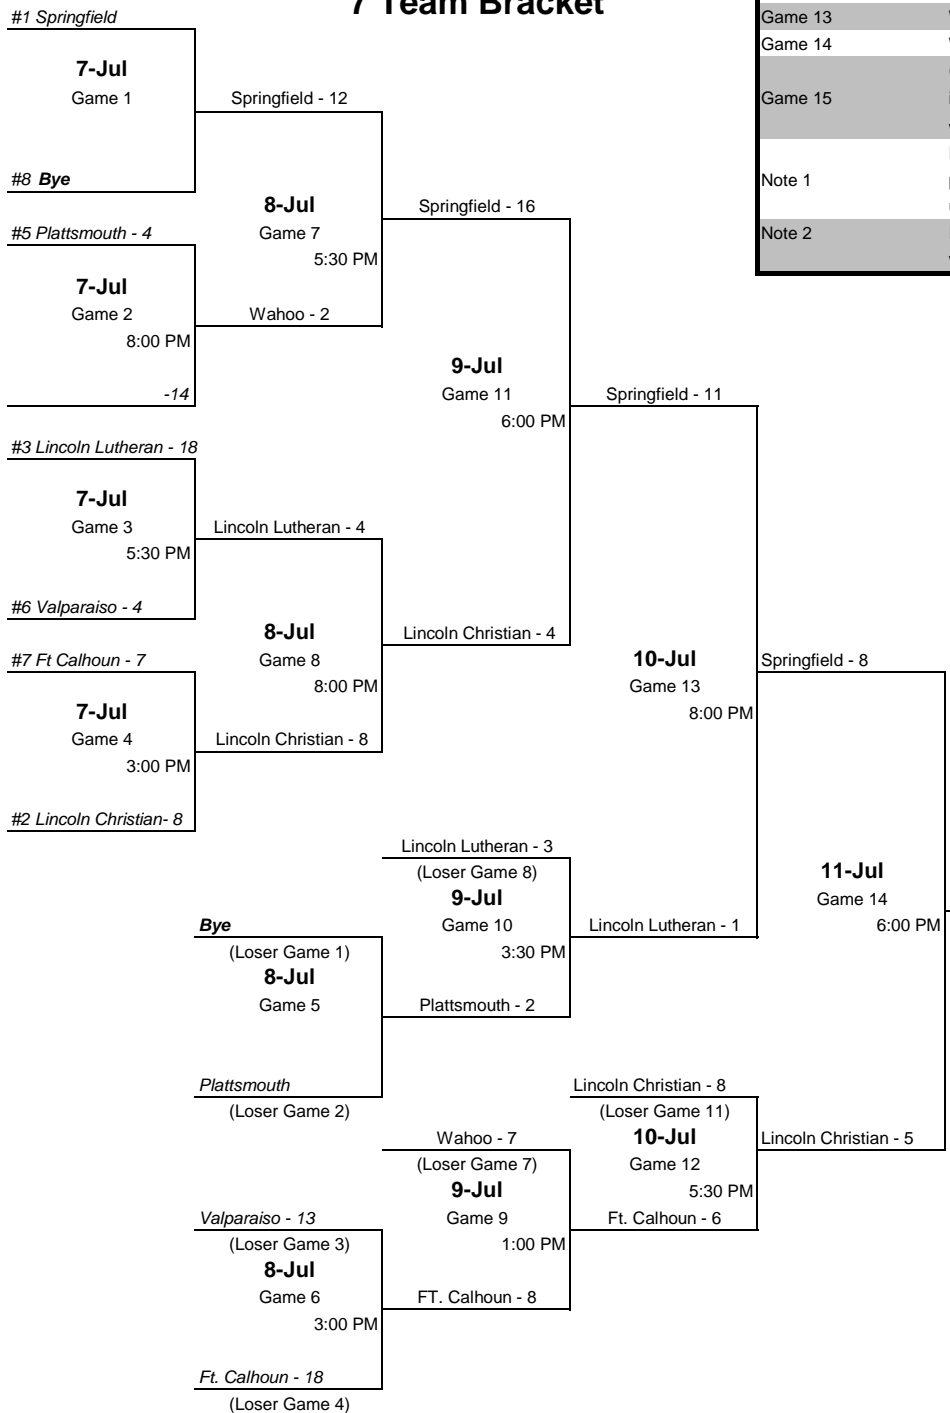 7 Team Bracket
#1 Springfield
7-Jul
Game 1
#8 Bye
Springfield - 12
#5 Plattsmouth - 4
7-Jul
Game 2
8:00 PM
-14
8-Jul
Game 7
5:30 PM
Wahoo - 2
Springfield - 16
#3 Lincoln Lutheran - 18
7-Jul
Game 3
5:30 PM
#6 Valparaiso - 4
Lincoln Lutheran - 4
#7 Ft Calhoun - 7
7-Jul
Game 4
3:00 PM
#2 Lincoln Christian- 8
8-Jul
Game 8
8:00 PM
Lincoln Christian - 8
9-Jul
Game 11
6:00 PM
Lincoln Christian - 4
Springfield - 11
10-Jul
Game 13
8:00 PM
Springfield - 8
Lincoln Lutheran - 3
(Loser Game 8)
9-Jul
Game 10
3:30 PM
Bye
(Loser Game 1)
8-Jul
Game 5
Plattsmouth
(Loser Game 2)
Plattsmouth - 2
Lincoln Lutheran - 1
11-Jul
Game 14
6:00 PM
Lincoln Christian - 8
(Loser Game 11)
10-Jul
Game 12
5:30 PM
Ft. Calhoun - 6
Lincoln Christian - 5
Wahoo - 7
(Loser Game 7)
9-Jul
Game 9
1:00 PM
FT. Calhoun - 8
Valparaiso - 13
(Loser Game 3)
8-Jul
Game 6
3:00 PM
Ft. Calhoun - 18
(Loser Game 4)
Game 13
Game 14
Game 15
Note 1
Note 2